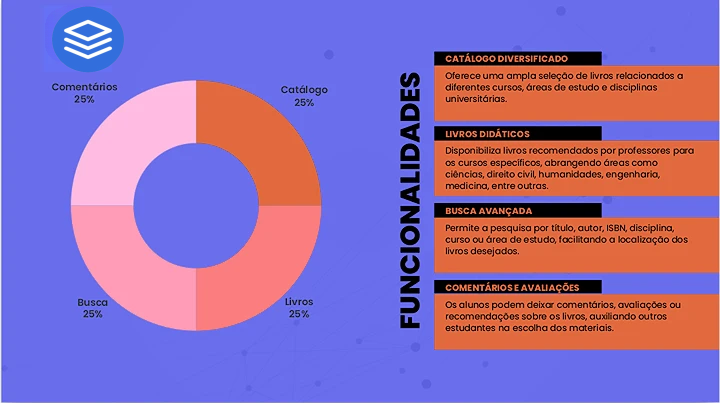 Comentários
25%
Catálogo
25%
Busca
25%
Livros
25%
FUNCIONALIDADES
CATÁLOGO DIVERSIFICADO
Oferece uma ampla seleção de livros relacionados a
diferentes cursos, áreas de estudo e disciplinas
universitárias.
LIVROS DIDÁTICOS
Disponibiliza livros recomendados por professores para
os cursos específicos, abrangendo áreas como
ciências, direito civil, humanidades, engenharia,
medicina, entre outras.
BUSCA AVANÇADA
Permite a pesquisa por título, autor, ISBN, disciplina,
curso ou área de estudo, facilitando a localização dos
livros desejados.
COMENTÁRIOS E AVALIAÇÕES
Os alunos podem deixar comentários, avaliações ou
recomendações sobre os livros, auxiliando outros
estudantes na escolha dos materiais.